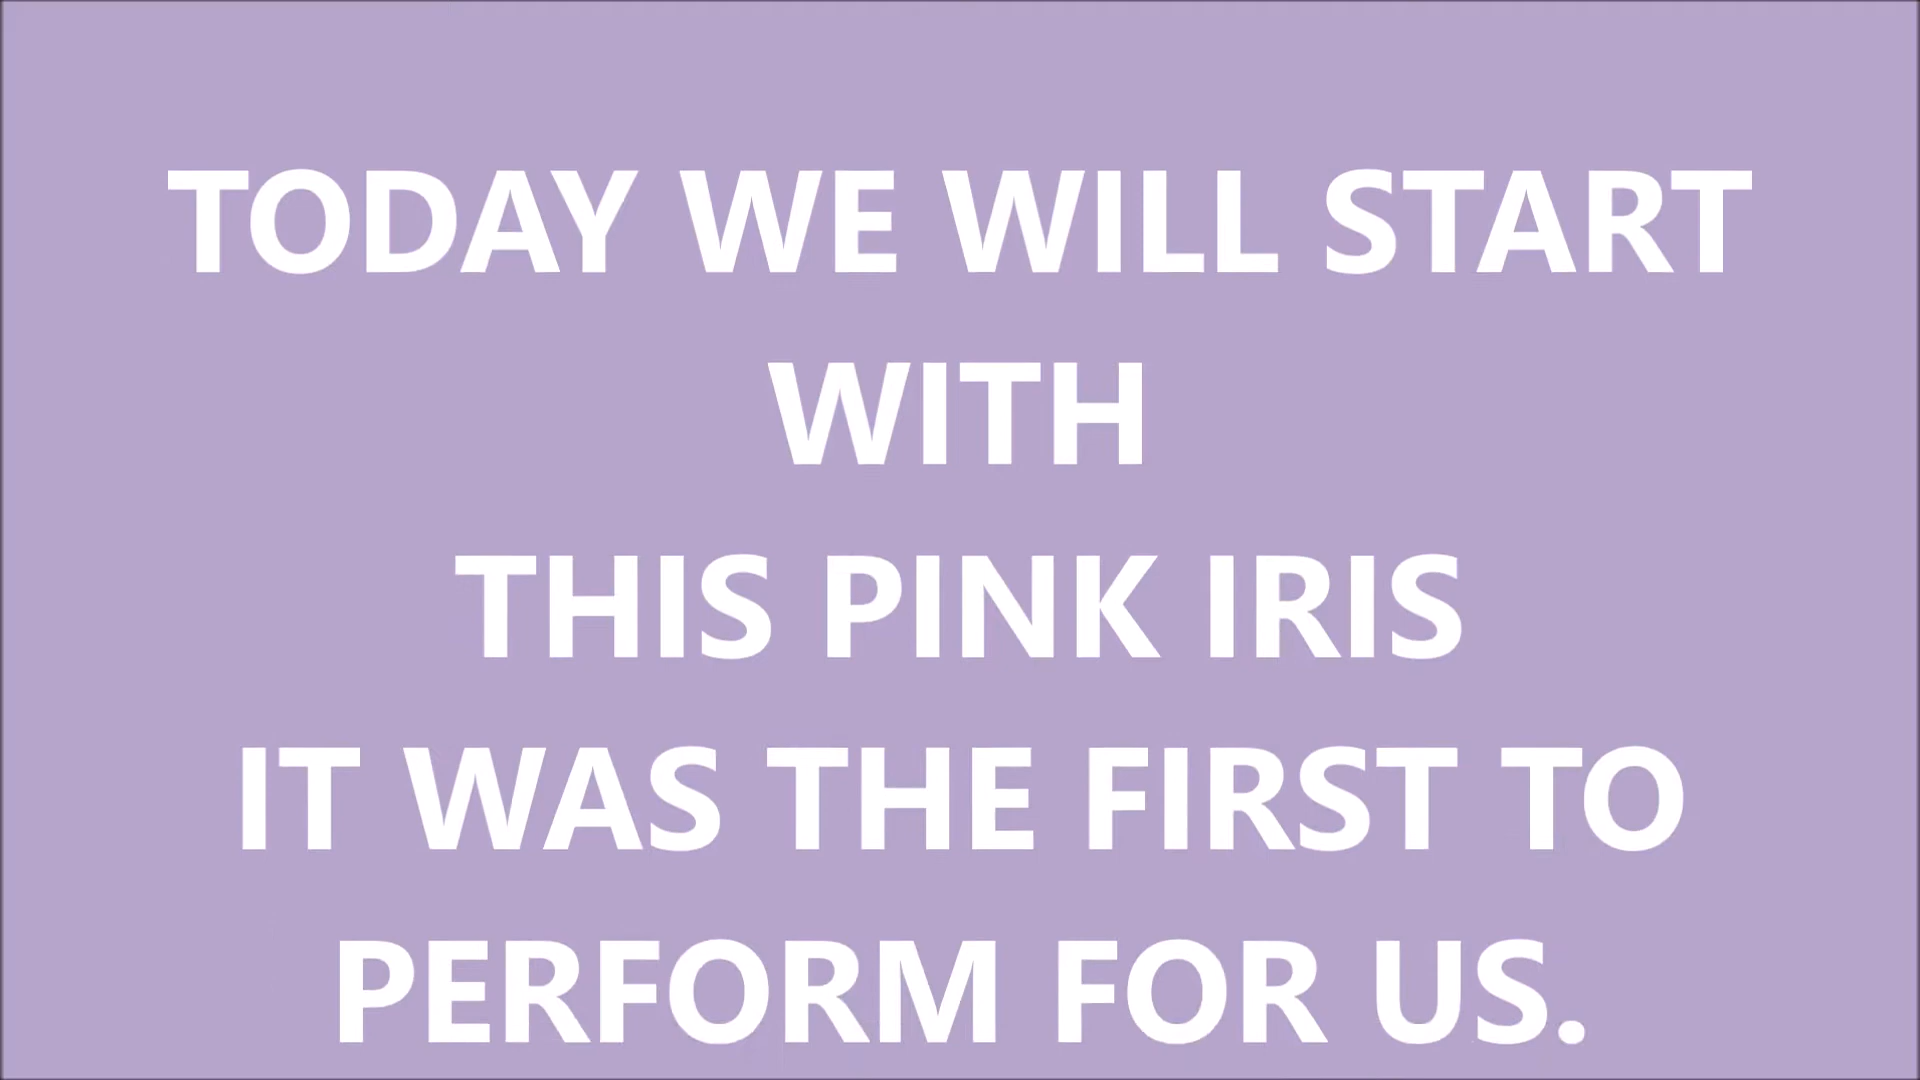 TODAY WE WILL START
WITH
THIS PINK IRIS
IT WAS THE FIRST TO
PERFORM FOR US.